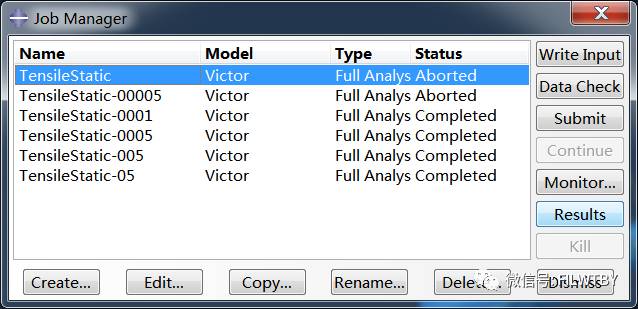 Job Manager
Name Model Type Status
TensileStatic Victor Full Analys Aborted
TensileStatic-00005 Victor Full Analys Aborted
TensileStatic-0001 Victor Full Analys Completed
TensileStatic-0005 Victor Full Analys Completed
TensileStatic-005 Victor Full Analys Completed
TensileStatic-05 Victor Full Analys Completed
Write Input
Data Check
Submit
Continue
Monitor...
Results
Kill
Create... Edit... Copy... Rename... Delete... Dismiss
微信号: